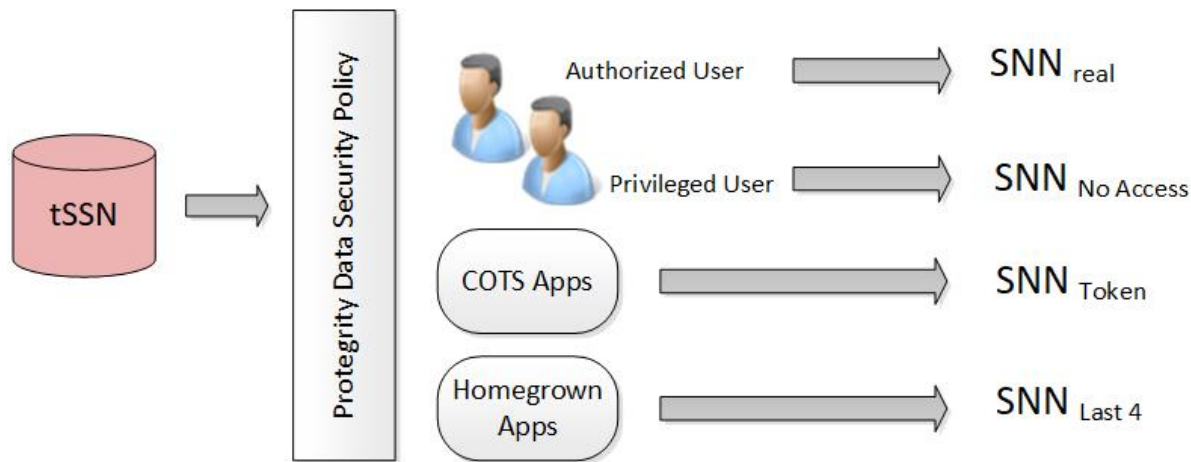 tSSN
Protegrity Data Security Policy
Authorized User
SNN real
Privileged User
SNN No Access
COTS Apps
SNN Token
Homegrown
Apps
SNN Last 4